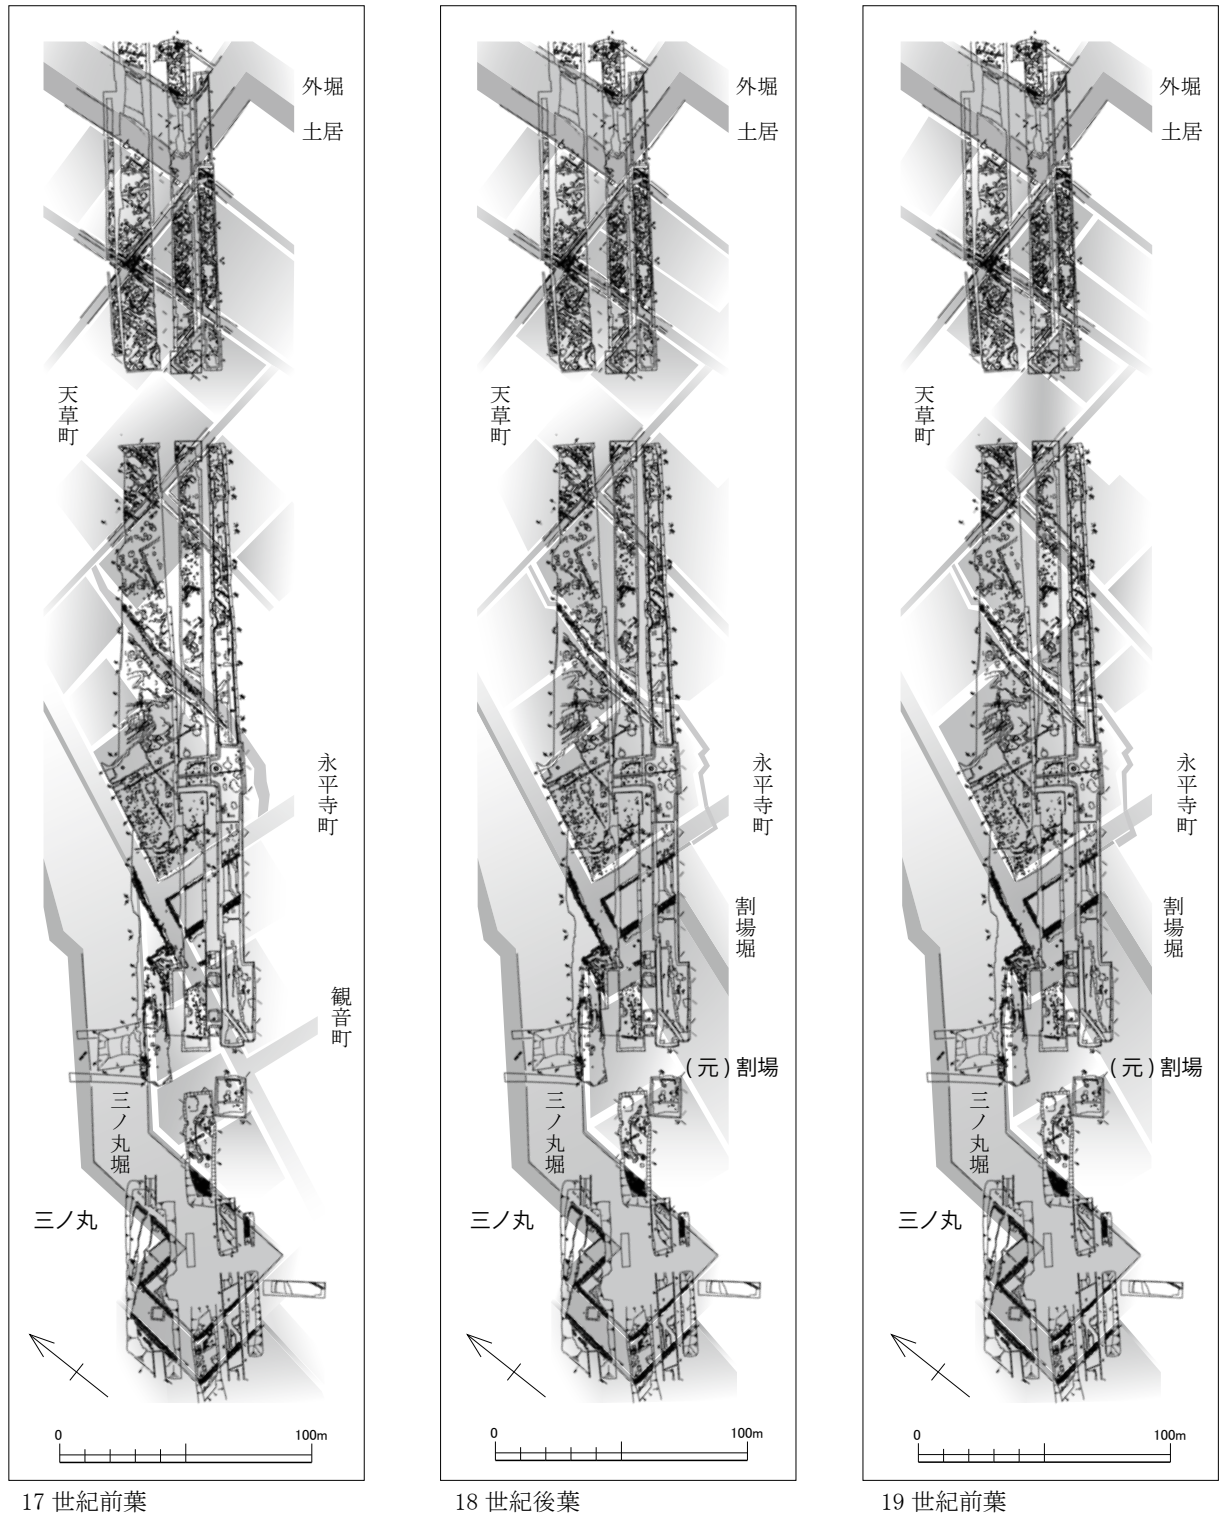 外堀
土居
天草町
永平寺町
観音町
三ノ丸堀
三ノ丸
0 100m
17 世紀前葉
外堀
土居
天草町
永平寺町
割場堀
(元)割場
三ノ丸堀
三ノ丸
0 100m
18 世紀後葉
外堀
土居
天草町
永平寺町
割場堀
(元)割場
三ノ丸堀
三ノ丸
0 100m
19 世紀前葉